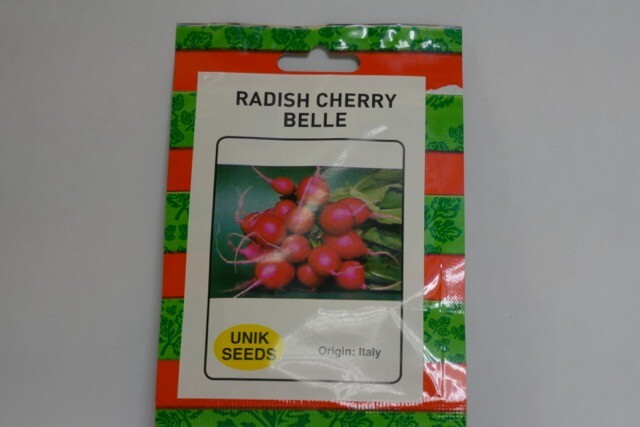 RADISH CHERRY
BELLE
UNIK
SEEDS
Origin: Italy